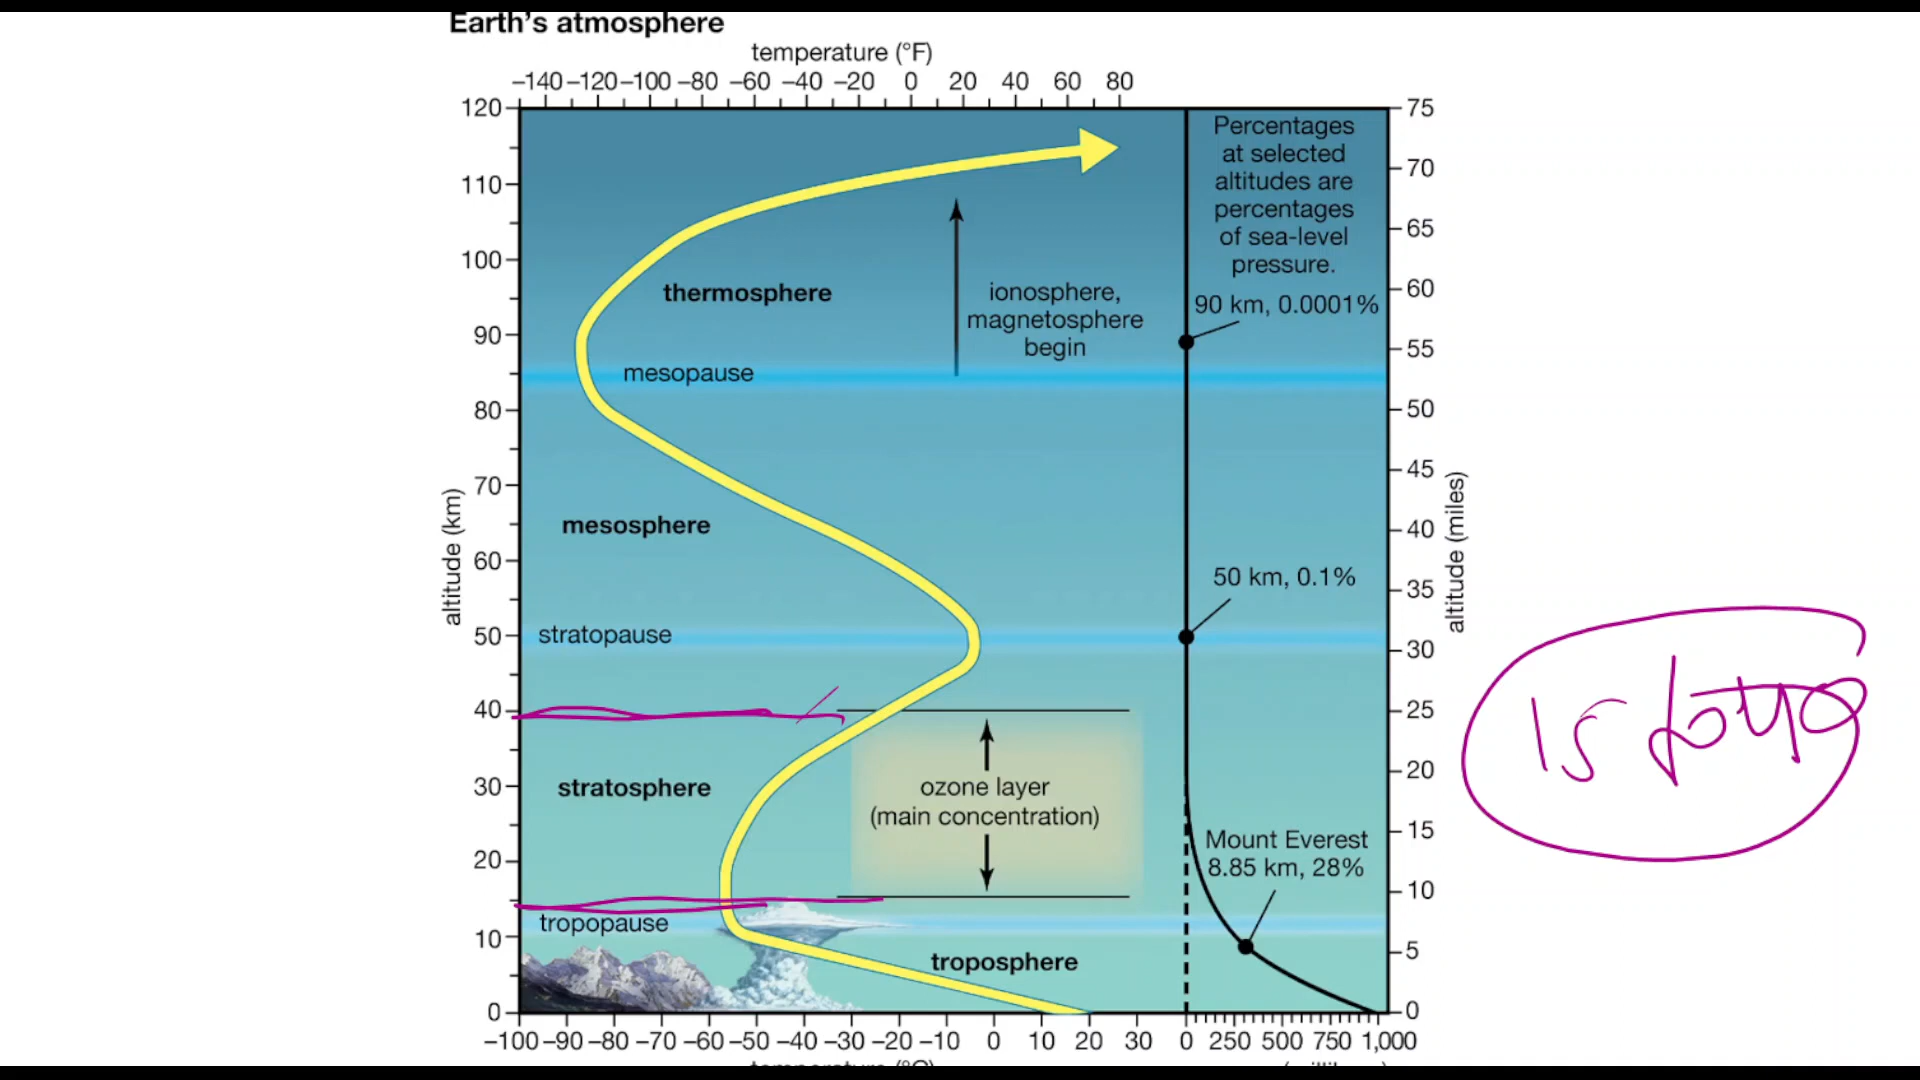 Earth’s atmosphere
temperature (°F)
–140 –120 –100 –80 –60 –40 –20 0 20 40 60 80
120
110
100
90
80
70
60
50
40
30
20
10
0
altitude (km)
thermosphere
mesopause
mesosphere
stratopause
stratosphere
tropopause
troposphere
ionosphere,
magnetosphere
begin
ozone layer
(main concentration)
Percentages
at selected
altitudes are
percentages
of sea-level
pressure.
90 km, 0.0001%
50 km, 0.1%
Mount Everest
8.85 km, 28%
75
70
65
60
55
50
45
40
35
30
25
20
15
10
5
0
altitude (miles)
15 to 40
–100 –90 –80 –70 –60 –50 –40 –30 –20 –10 0 10 20 30
0 250 500 750 1,000
temperature (°C)